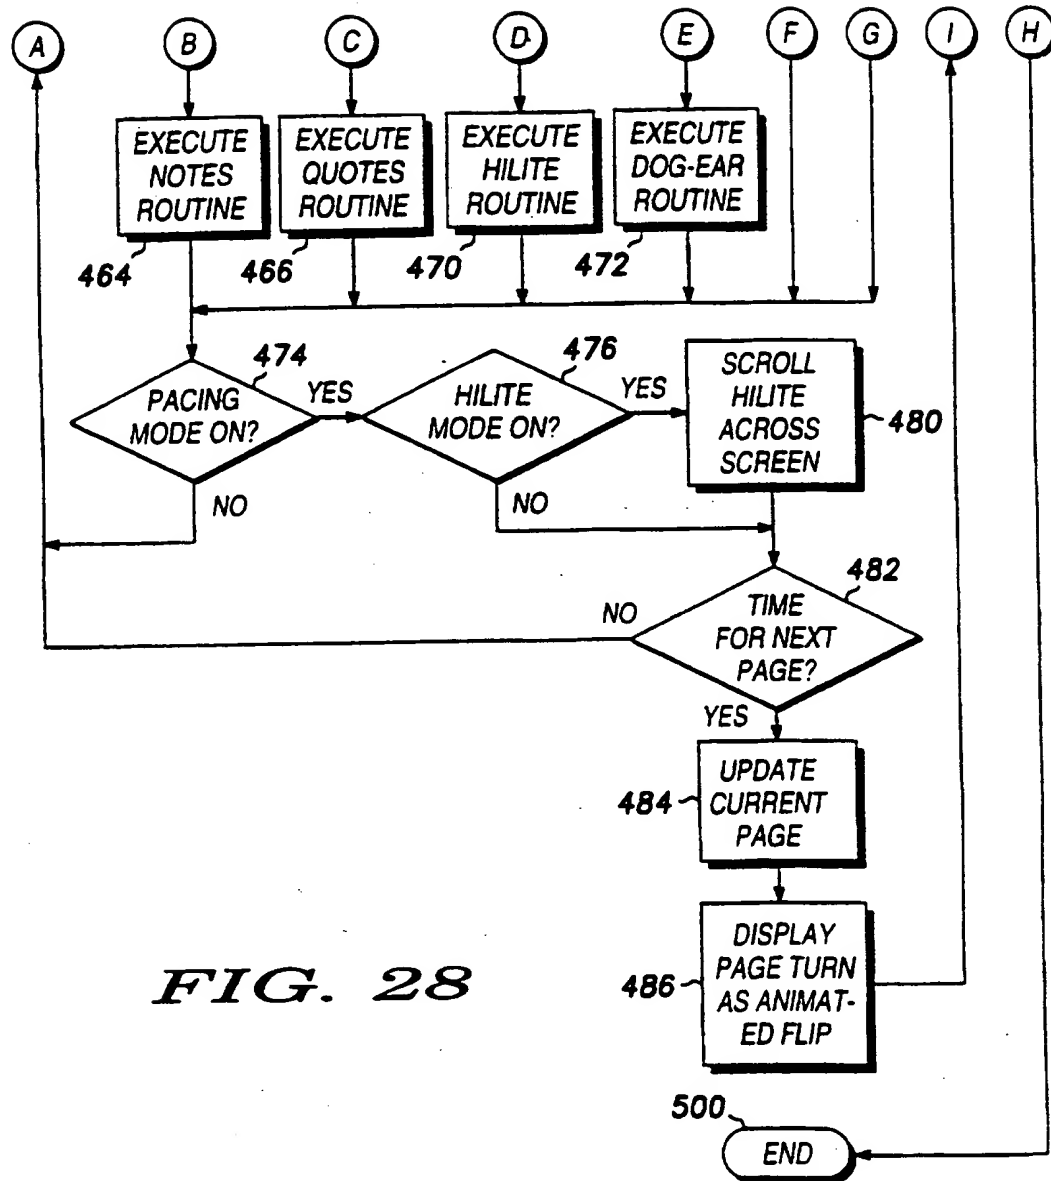 A B C D E F G I H
EXECUTE
NOTES
ROUTINE
464
EXECUTE
QUOTES
ROUTINE
466
EXECUTE
HILITE
ROUTINE
470
EXECUTE
DOG-EAR
ROUTINE
472
474
PACING
MODE ON?
YES
NO
476
HILITE
MODE ON?
YES
NO
SCROLL
HILITE
ACROSS
SCREEN
480
482
TIME
FOR NEXT
PAGE?
NO
YES
UPDATE
CURRENT
PAGE
484
DISPLAY
PAGE TURN
AS ANIMAT-
ED FLIP
486
FIG. 28
500
END